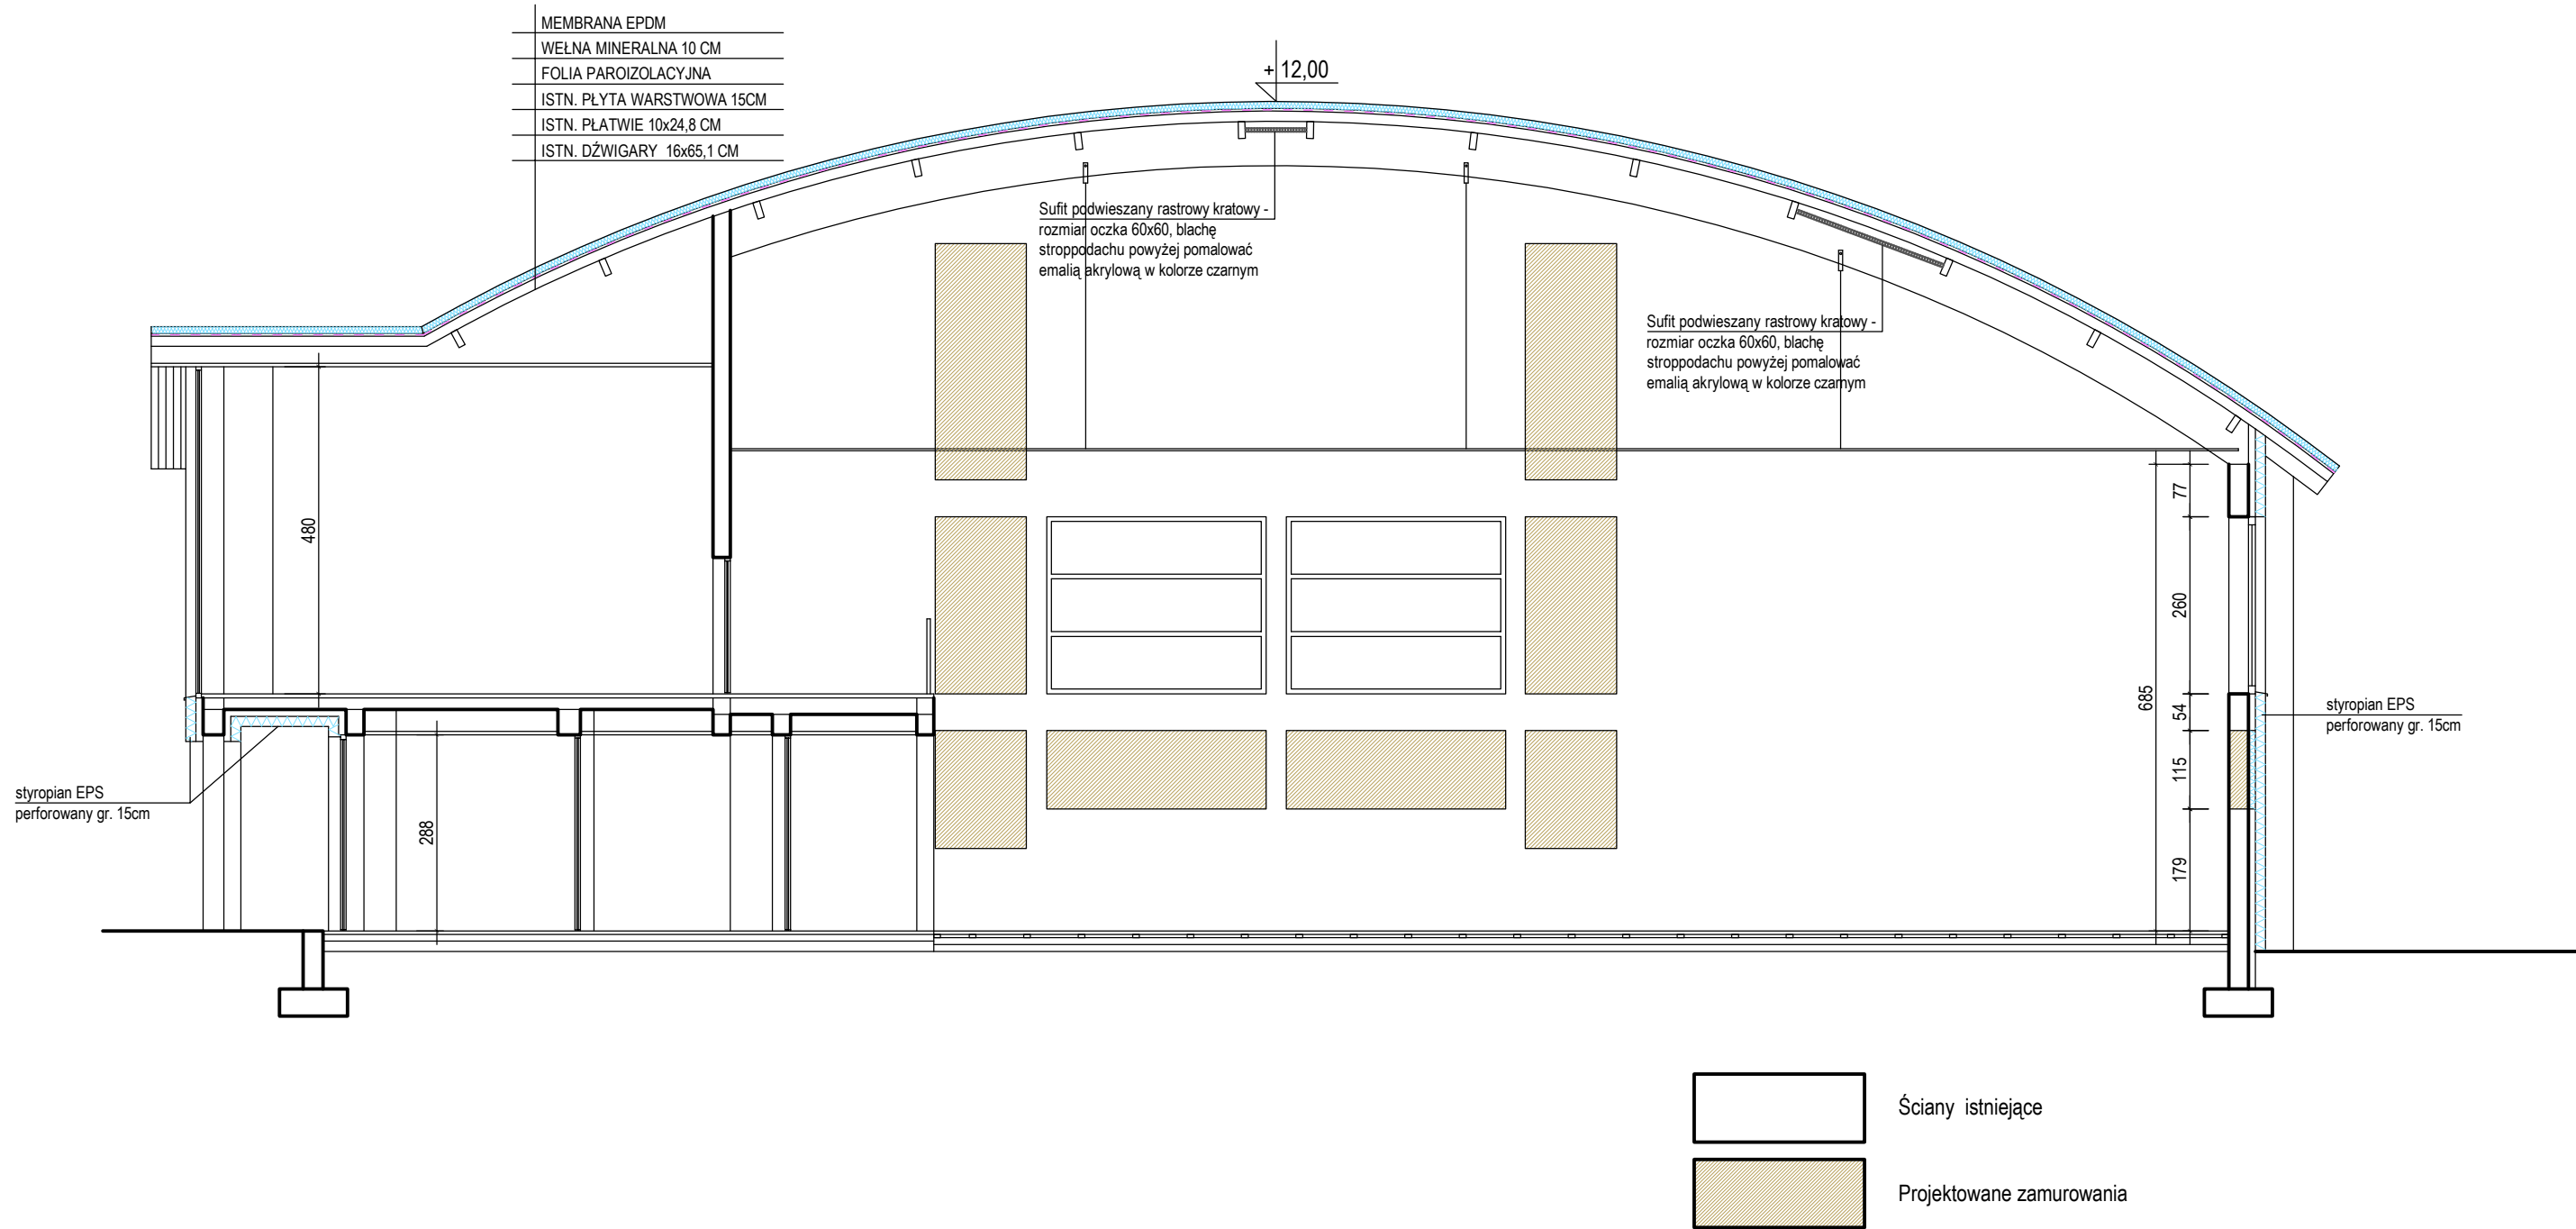 MEMBRANA EPDM
WEŁNA MINERALNA 10 CM
FOLIA PAROIZOLACYJNA
ISTN. PŁYTA WARSTWOWA 15CM
ISTN. PŁATWIE 10x24,8 CM
ISTN. DŹWIGARY 16x65,1 CM
+ 12,00
Sufit podwieszany rastrowy kratowy -
rozmiar oczka 60x60, blachę
stroppodachu powyżej pomalować
emalią akrylową w kolorze czarnym
Sufit podwieszany rastrowy kratowy -
rozmiar oczka 60x60, blachę
stroppodachu powyżej pomalować
emalią akrylową w kolorze czarnym
480
288
77
260
685
54
115
179
styropian EPS
perforowany gr. 15cm
styropian EPS
perforowany gr. 15cm
Ściany istniejące
Projektowane zamurowania